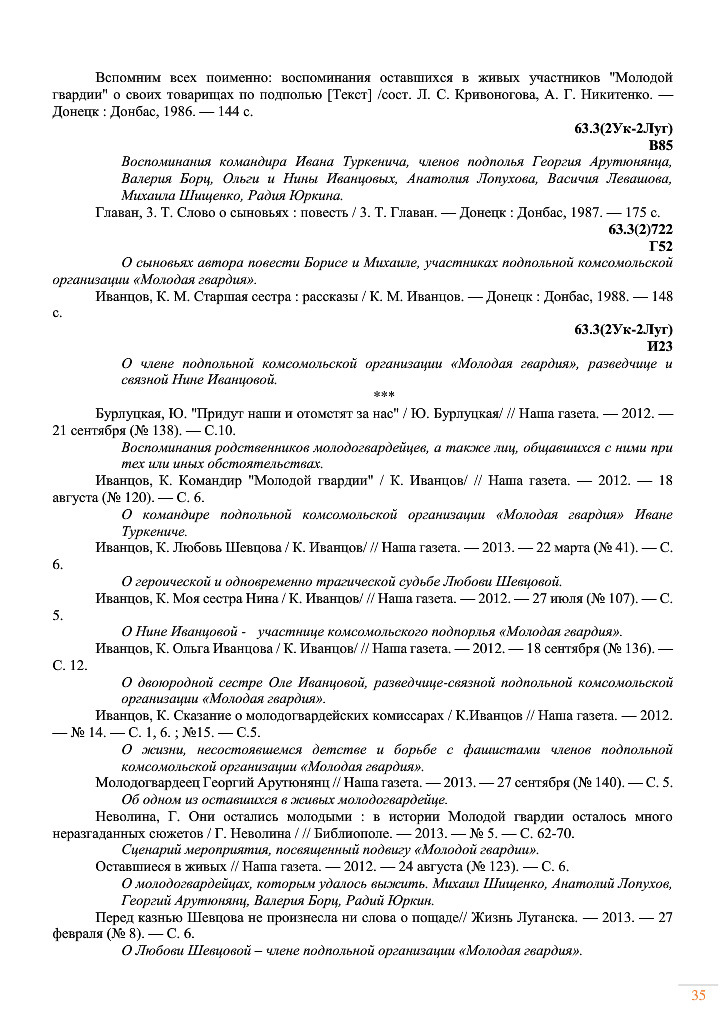 Вспомним всех поименно: воспоминания оставшихся в живых участников "Молодой
гвардии" о своих товарищах по подполью [Текст] /сост. Л. С. Кривоногова, А. Г. Никитенко. —
Донецк : Донбас, 1986. — 144 с.
63.3(2Ук-2Луг)
В85
Воспоминания командира Ивана Туркенича, членов подполья Георгия Арутюнянца,
Валерия Борц, Ольги и Нины Иванцовых, Анатолия Лопухова, Васичия Левашова,
Михаила Шищенко, Радия Юркина.
Главан, З. Т. Слово о сыновьях : повесть / З. Т. Главан. — Донецк : Донбас, 1987. — 175 с.
63.3(2)722
Г52
О сыновьях автора повести Борисе и Михаиле, участниках подпольной комсомольской
организации «Молодая гвардия».
Иванцов, К. М. Старшая сестра : рассказы / К. М. Иванцов. — Донецк : Донбас, 1988. — 148
с.
63.3(2Ук-2Луг)
И23
О члене подпольной комсомольской организации «Молодая гвардия», разведчице и
связной Нине Иванцовой.
***
Бурлуцкая, Ю. "Придут наши и отомстят за нас" / Ю. Бурлуцкая/ // Наша газета. — 2012. —
21 сентября (№ 138). — С.10.
Воспоминания родственников молодогвардейцев, а также лиц, общавшихся с ними при
тех или иных обстоятельствах.
Иванцов, К. Командир "Молодой гвардии" / К. Иванцов/ // Наша газета. — 2012. — 18
августа (№ 120). — С. 6.
О командире подпольной комсомольской организации «Молодая гвардия» Иване
Туркениче.
Иванцов, К. Любовь Шевцова / К. Иванцов/ // Наша газета. — 2013. — 22 марта (№ 41). — С.
6.
О героической и одновременно трагической судьбе Любови Шевцовой.
Иванцов, К. Моя сестра Нина / К. Иванцов/ // Наша газета. — 2012. — 27 июля (№ 107). — С.
5.
О Нине Иванцовой - участнице комсомольского подпорлья «Молодая гвардия».
Иванцов, К. Ольга Иванцова / К. Иванцов/ // Наша газета. — 2012. — 18 сентября (№ 136). —
С. 12.
О двоюродной сестре Оле Иванцовой, разведчице-связной подпольной комсомольской
организации «Молодая гвардия».
Иванцов, К. Сказание о молодогвардейских комиссарах / К.Иванцов // Наша газета. — 2012.
— № 14. — С. 1, 6. ; №15. — С.5.
О жизни, несостоявшемся детстве и борьбе с фашистами членов подпольной
комсомольской организации «Молодая гвардия».
Молодогвардеец Георгий Арутюнянц // Наша газета. — 2013. — 27 сентября (№ 140). — С. 5.
Об одном из оставшихся в живых молодогвардейце.
Неволина, Г. Они остались молодыми : в истории Молодой гвардии осталось много
неразгаданных сюжетов / Г. Неволина / // Библиополе. — 2013. — № 5. — С. 62-70.
Сценарий мероприятия, посвященный подвигу «Молодой гвардии».
Оставшиеся в живых // Наша газета. — 2012. — 24 августа (№ 123). — С. 6.
О молодогвардейцах, которым удалось выжить. Михаил Шищенко, Анатолий Лопухов,
Георгий Арутюнянц, Валерия Борц, Радий Юркин.
Перед казнью Шевцова не произнесла ни слова о пощаде// Жизнь Луганска. — 2013. — 27
февраля (№ 8). — С. 6.
О Любови Шевцовой – члене подпольной организации «Молодая гвардия».
35